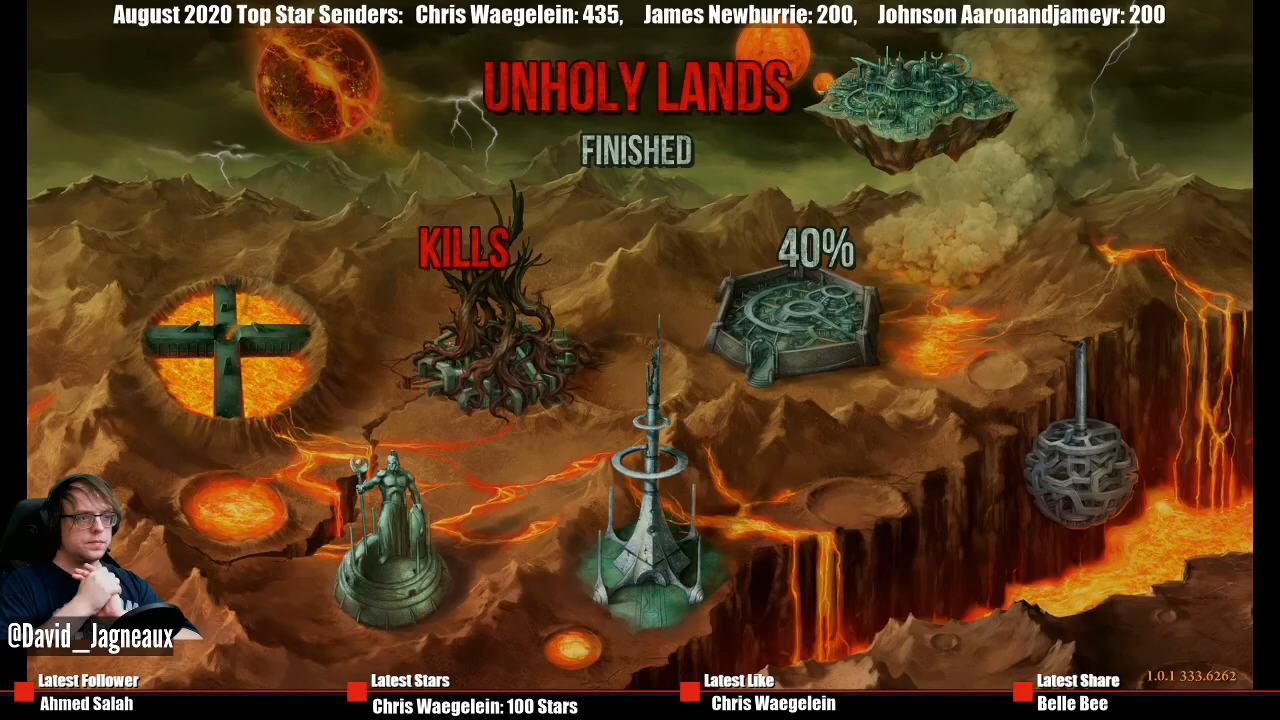 August 2020 Top Star Senders: Chris Waegelein: 435, James Newburrie: 200, Johnson Aaronandjameyr: 200
UNHOLY LANDS
FINISHED
KILLS 40%
@David_Jagneaux
1.0.1 333.6262
Latest Follower
Ahmed Salah
Latest Stars
Chris Waegelein: 100 Stars
Latest Like
Chris Waegelein
Latest Share
Belle Bee